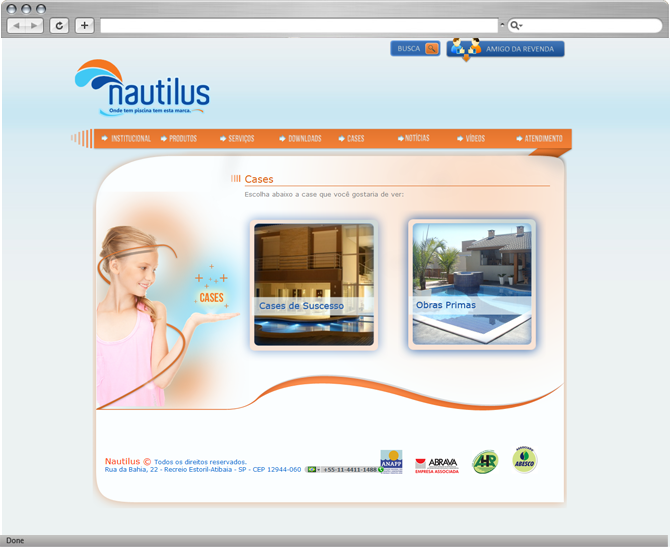 BUSCA
AMIGO DA REVENDA
nautilus
Onde tem piscina tem esta marca.
INSTITUCIONAL PRODUTOS SERVIÇOS DOWNLOADS CASES NOTÍCIAS VÍDEOS ATENDIMENTO
Cases
Escolha abaixo a case que você gostaria de ver:
CASES
Cases de Suscesso
Obras Primas
Nautilus © Todos os direitos reservados.
Rua da Bahia, 22 - Recreio Estoril-Atibaia - SP - CEP 12944-060 +55-11-4411-1488
ANAPP
ABRAVA
EMPRESA ASSOCIADA
AHR
ABESCO
Done